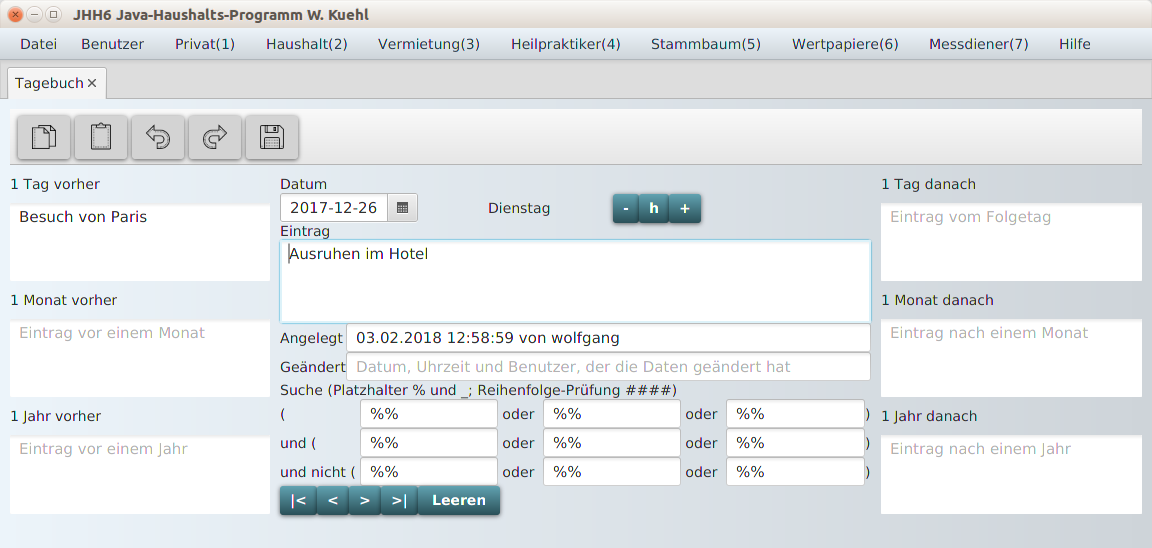 JHH6 Java-Haushalts-Programm W. Kuehl
Datei Benutzer Privat(1) Haushalt(2) Vermietung(3) Heilpraktiker(4) Stammbaum(5) Wertpapiere(6) Messdiener(7) Hilfe
Tagebuch
1 Tag vorher
Besuch von Paris
1 Monat vorher
Eintrag vor einem Monat
1 Jahr vorher
Eintrag vor einem Jahr
Datum
2017-12-26 Dienstag - h +
Eintrag
Ausruhen im Hotel
Angelegt 03.02.2018 12:58:59 von wolfgang
Geändert Datum, Uhrzeit und Benutzer, der die Daten geändert hat
Suche (Platzhalter % und _; Reihenfolge-Prüfung ####)
( %% oder %% oder %% )
und ( %% oder %% oder %% )
und nicht ( %% oder %% oder %% )
|< < > >| Leeren
1 Tag danach
Eintrag vom Folgetag
1 Monat danach
Eintrag nach einem Monat
1 Jahr danach
Eintrag nach einem Jahr